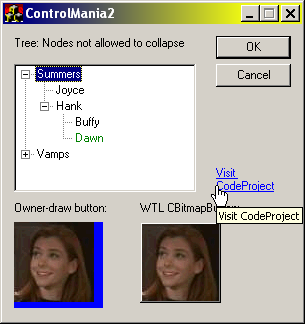 ControlMania2
Tree: Nodes not allowed to collapse
OK
Cancel
Summers
Joyce
Hank
Buffy
Dawn
Vamps
Visit
CodeProject
Owner-draw button:
WTL
Visit CodeProject